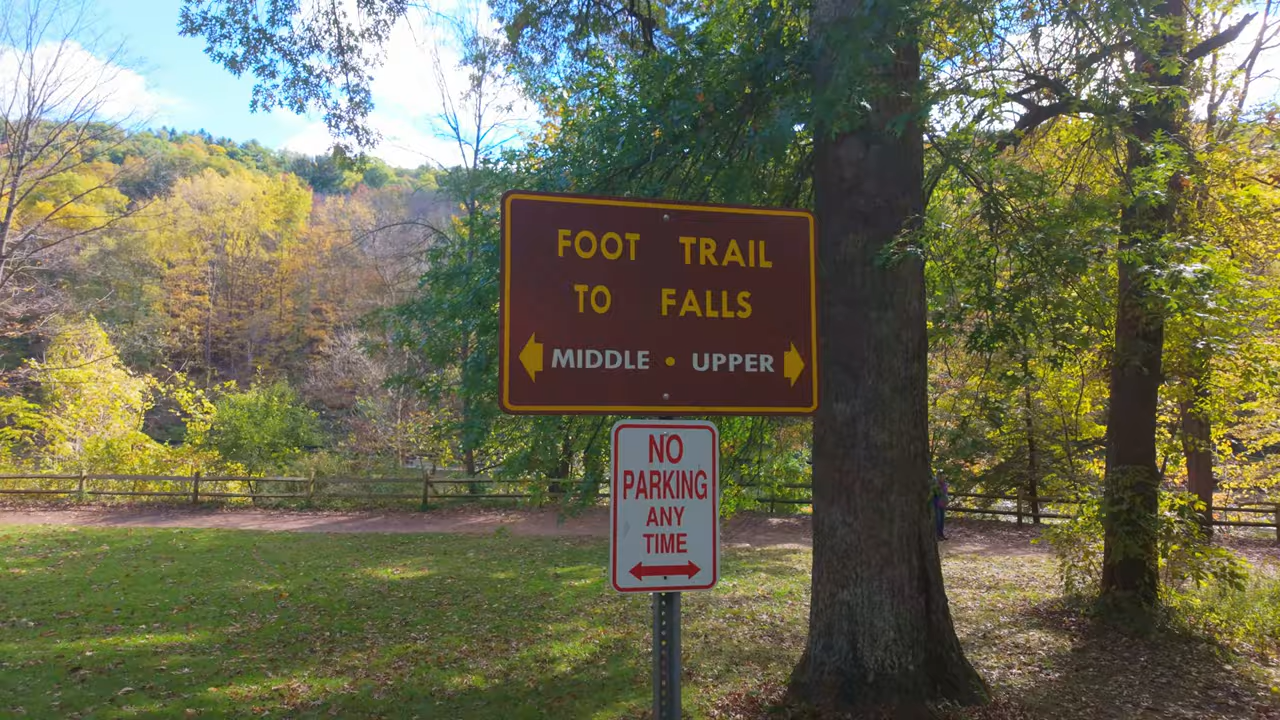 FOOT TRAIL
TO FALLS
MIDDLE • UPPER
NO
PARKING
ANY
TIME